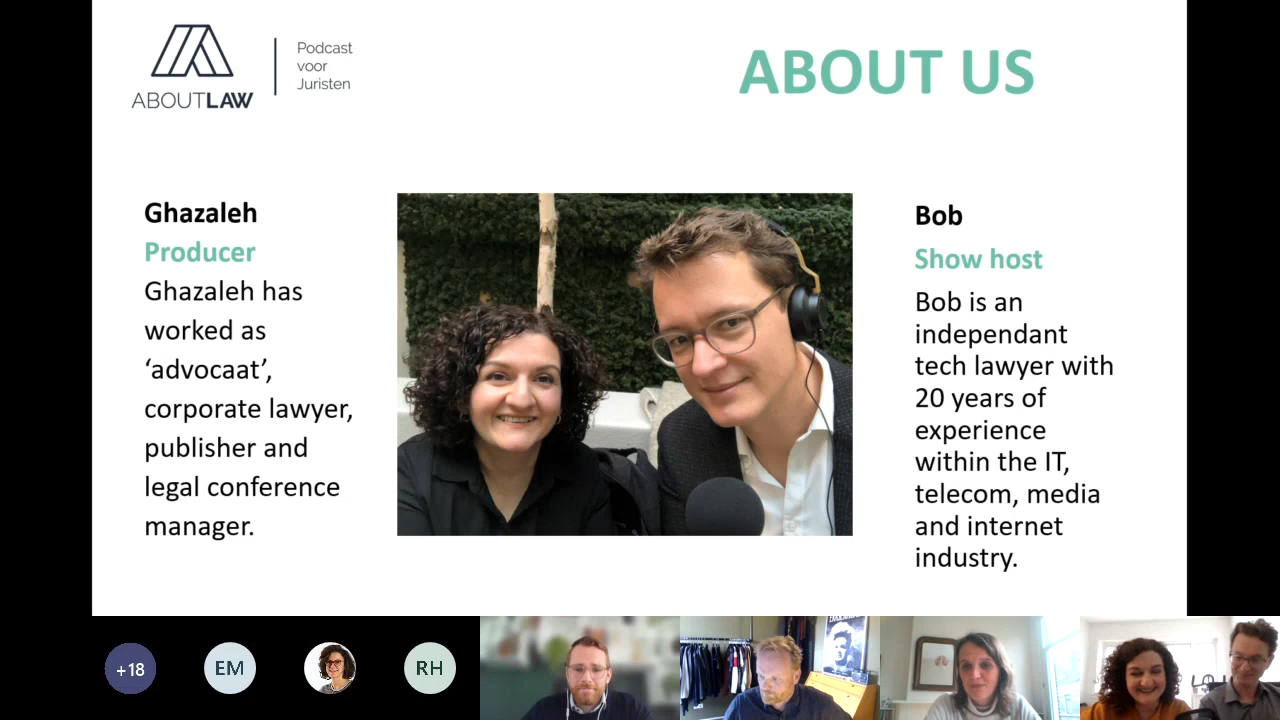 ABOUTLAW
Podcast
voor
Juristen
ABOUT US
Ghazaleh
Producer
Ghazaleh has
worked as
‘advocaat’,
corporate lawyer,
publisher and
legal conference
manager.
Bob
Show host
Bob is an
independant
tech lawyer with
20 years of
experience
within the IT,
telecom, media
and internet
industry.
+18
EM
RH